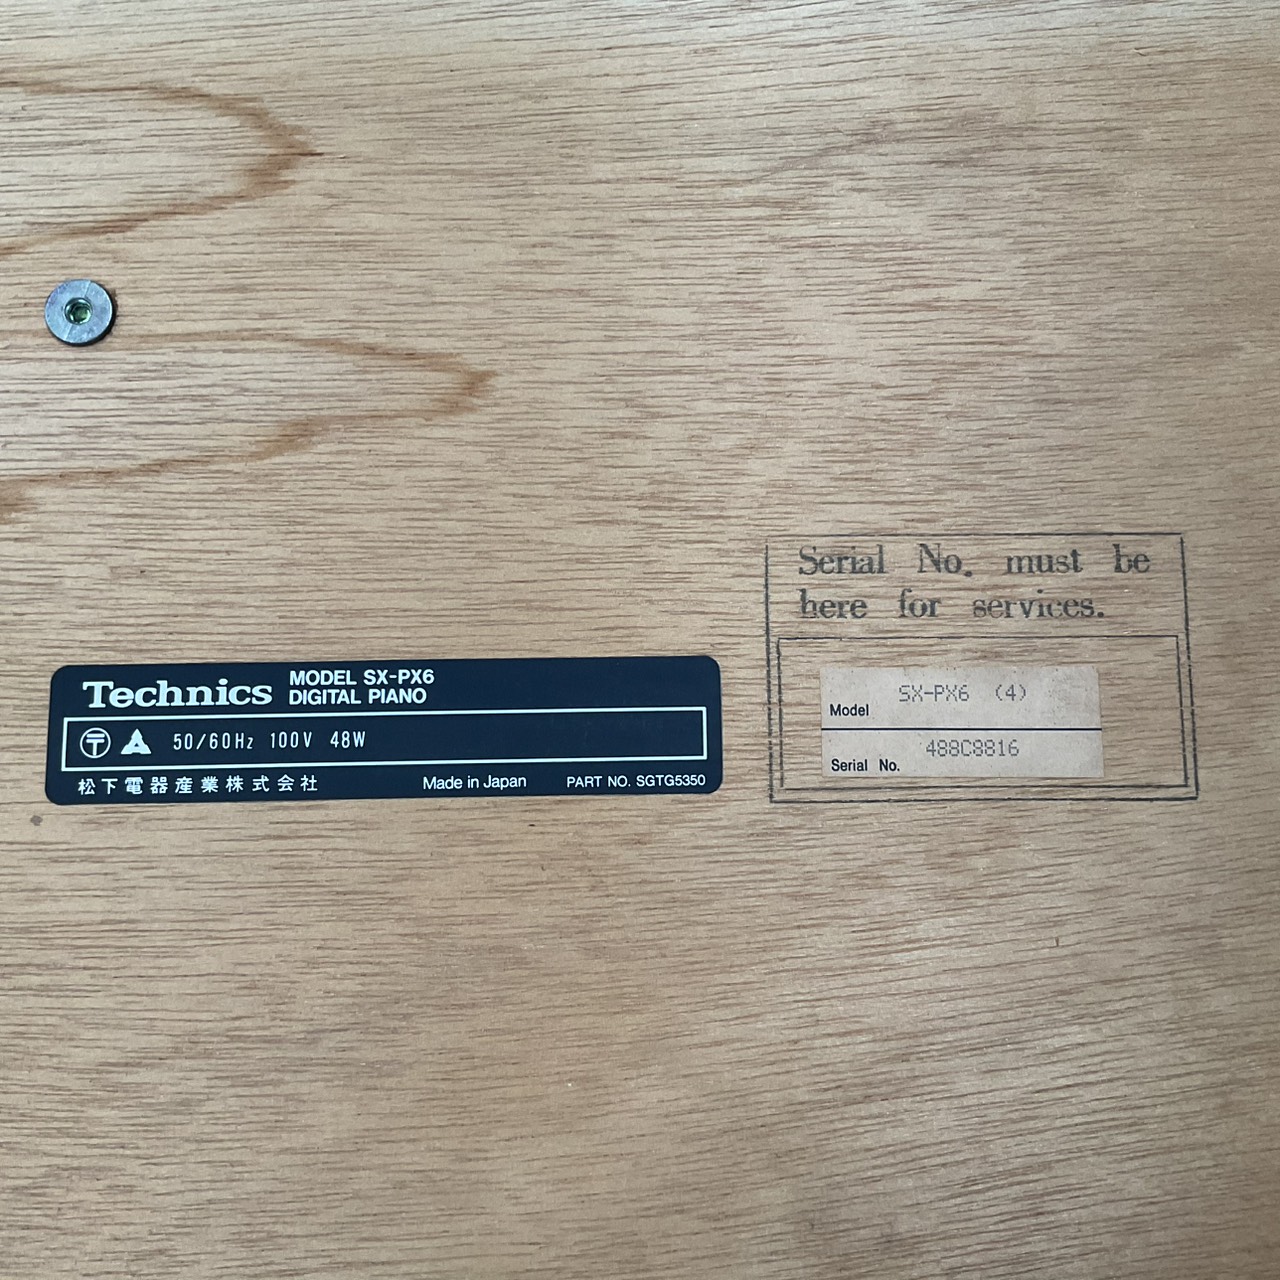 Technics
MODEL SX-PX6
DIGITAL PIANO
〒 A 50/60Hz 100V 48W
松下電器産業株式会社 Made in Japan PART NO. SGTG5350
Serial No. must be
here for services.
Model SX-PX6 (4)
Serial No. 488C8816